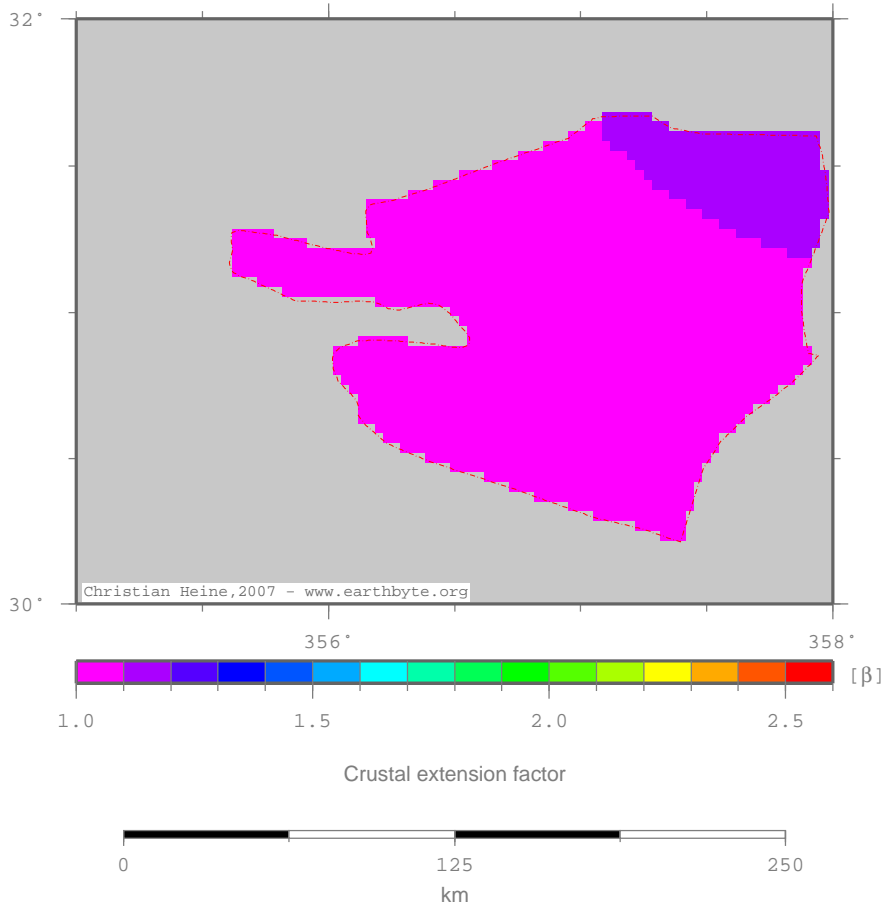 32°
Christian Heine,2007 - www.earthbyte.org
30°
356° 358°
[β]
1.0 1.5 2.0 2.5
Crustal extension factor
0 125 250
km